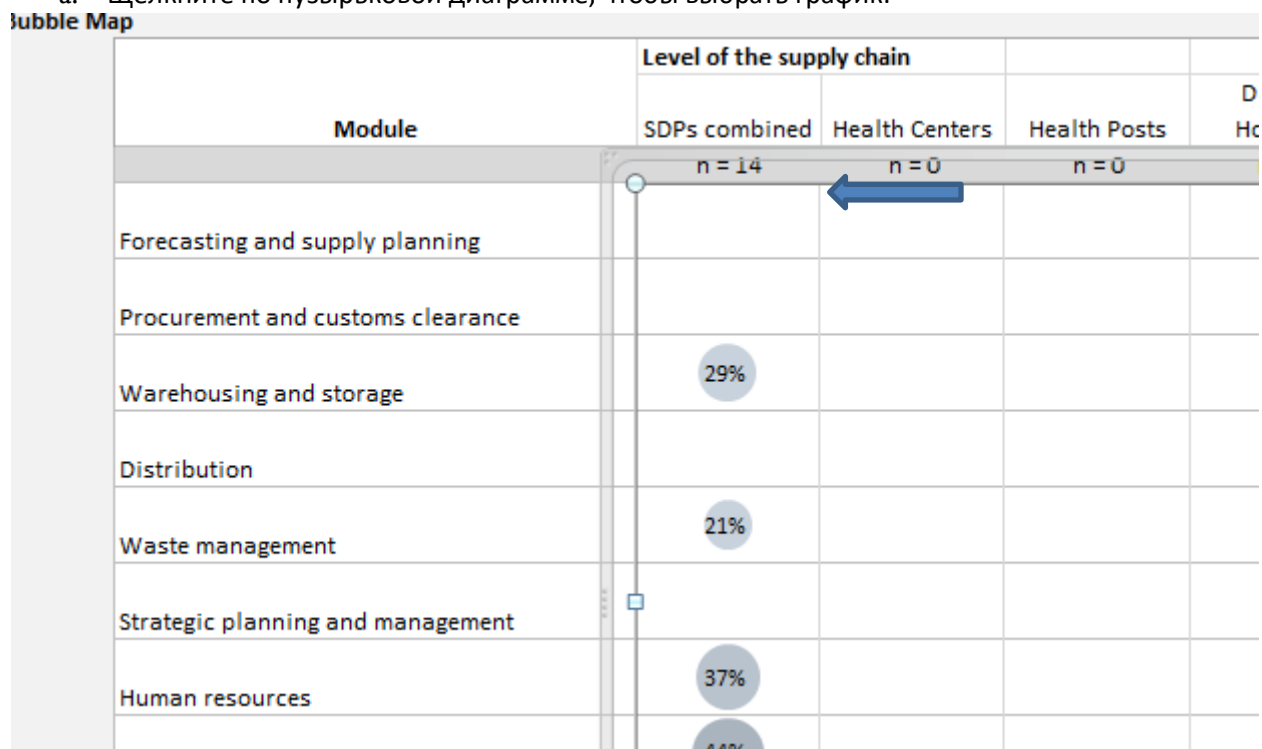 a. Щелкните по пузырьковой диаграмме, чтобы выбрать график.
Bubble Map
Level of the supply chain
Module SDPs combined Health Centers Health Posts
n = 14 n = 0 n = 0
Forecasting and supply planning
Procurement and customs clearance
Warehousing and storage 29%
Distribution
Waste management 21%
Strategic planning and management
Human resources 37%
44%